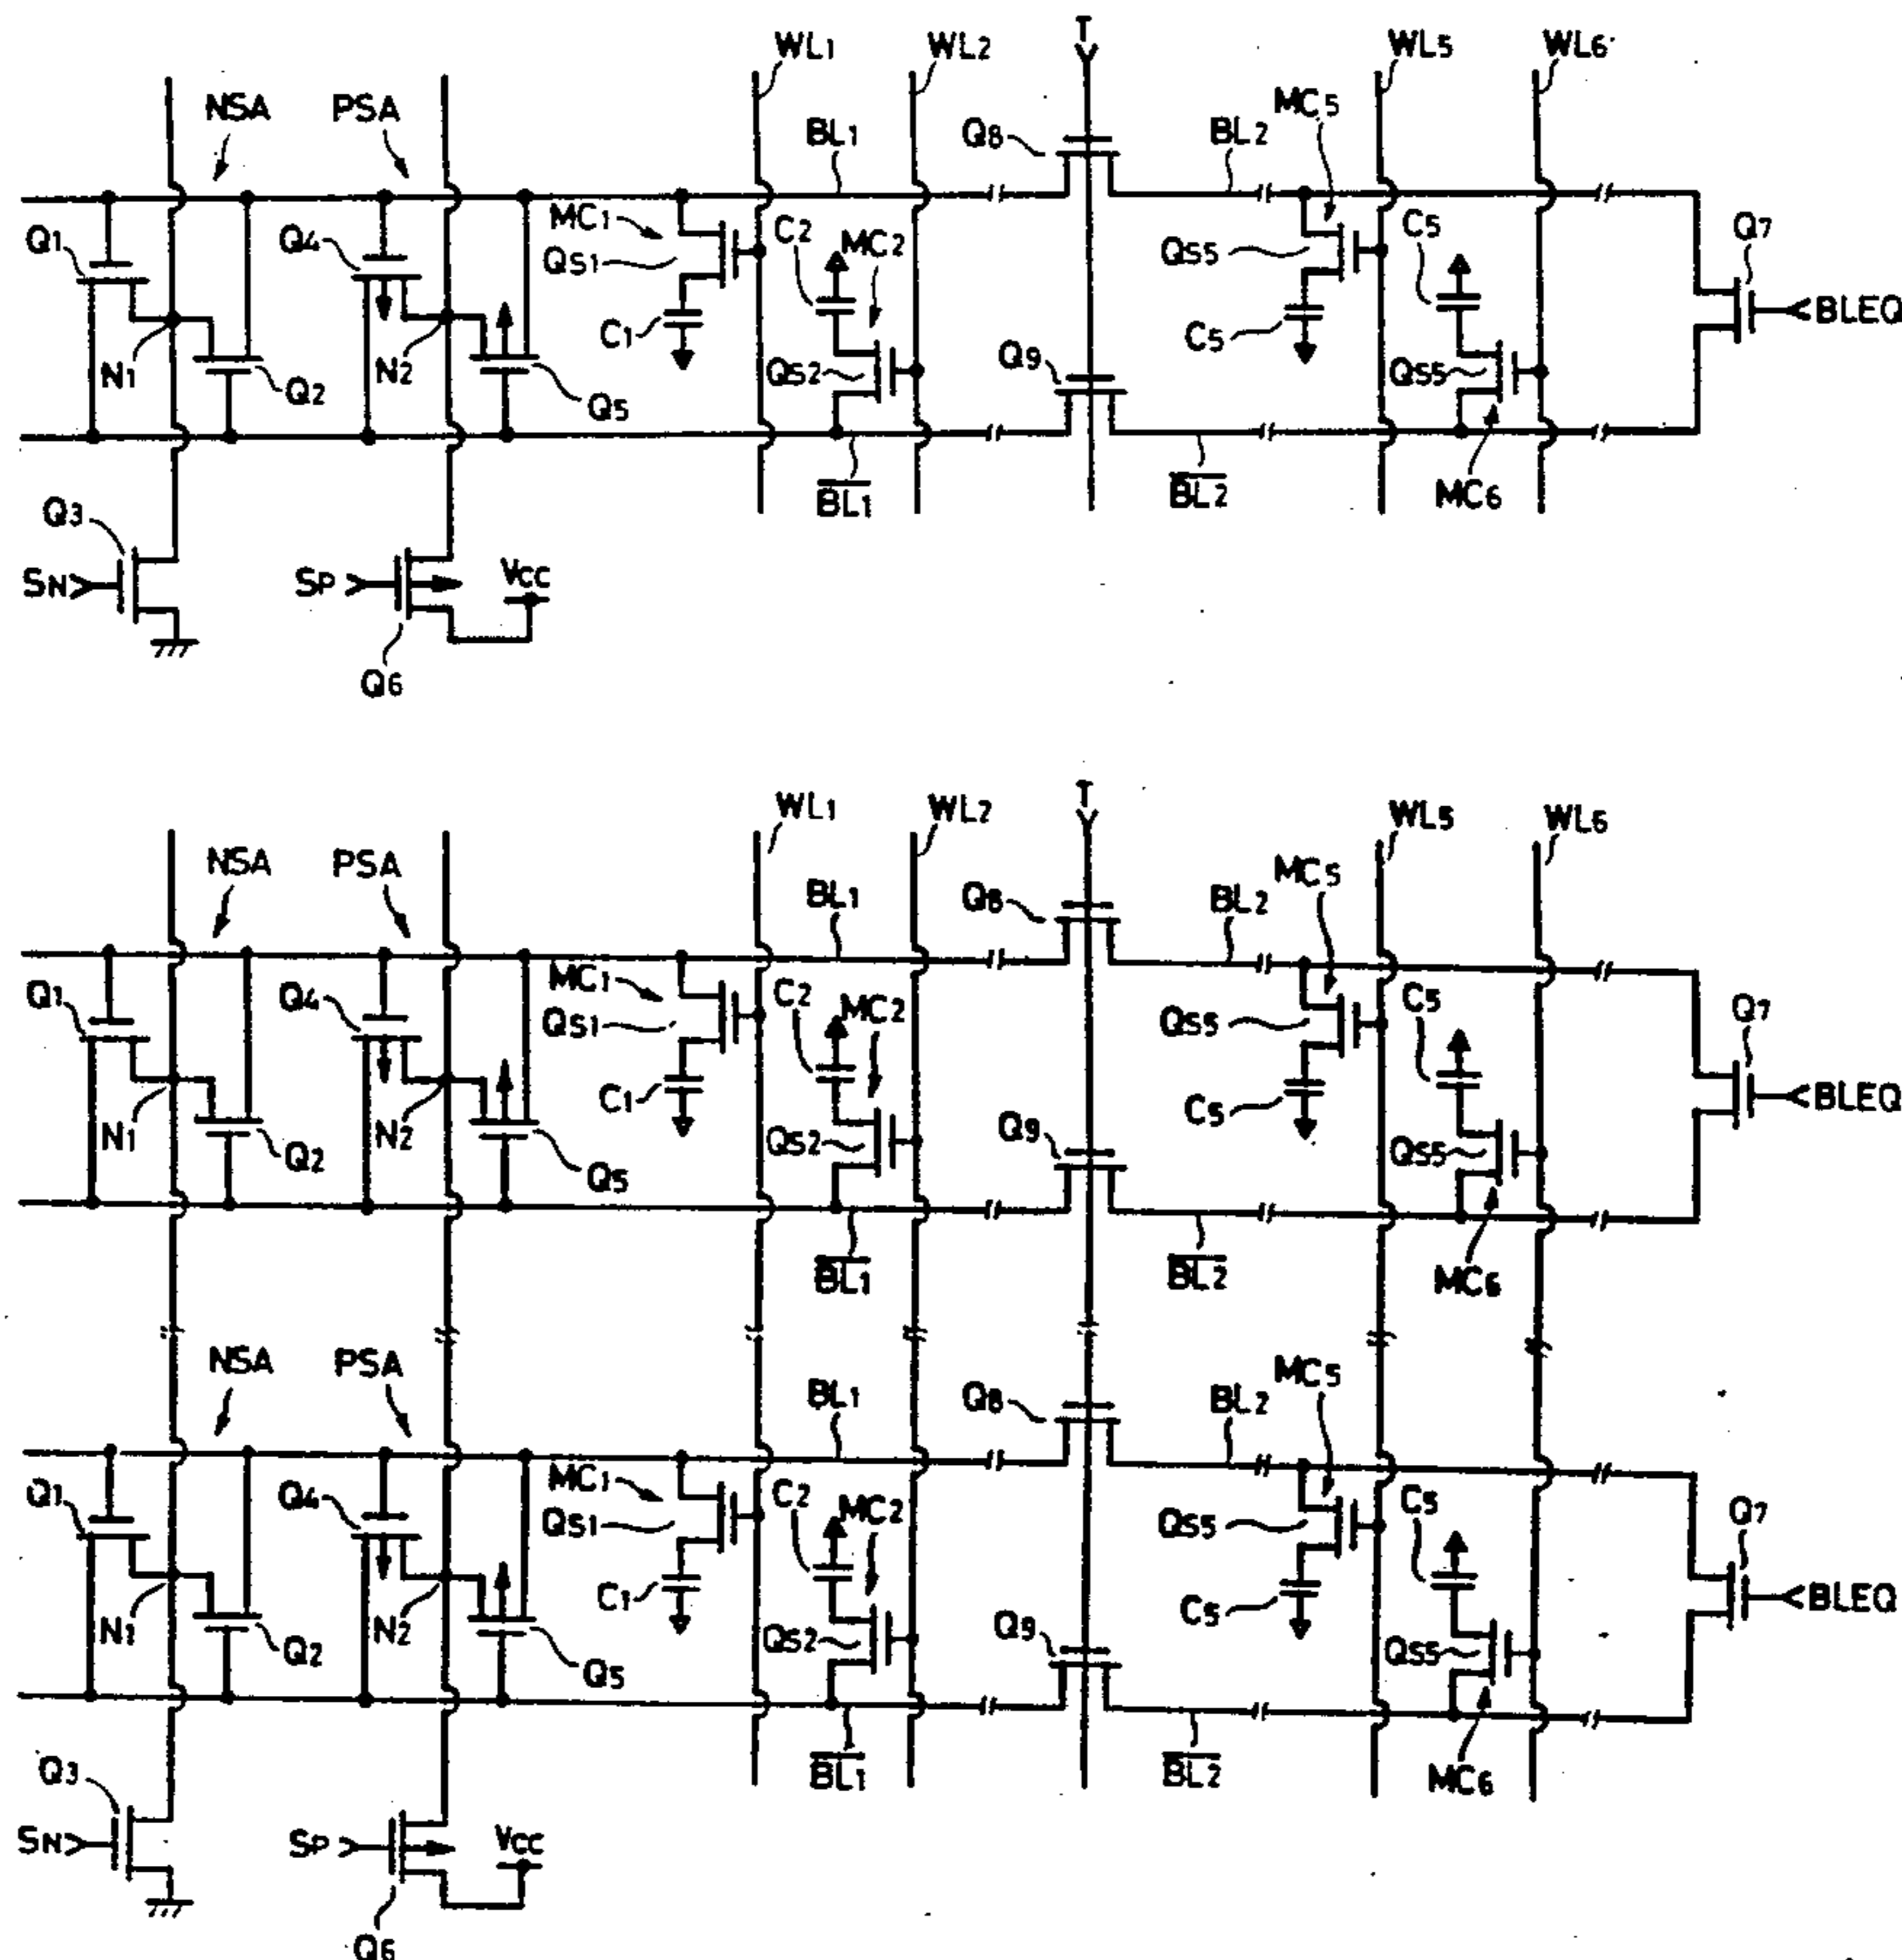 T
WL1 WL2 WL5 WL6
NSA PSA MC5
BL1 Q8 BL2
MC1 C2 MC2 C5 Q7
Q1 Q4 QS1 QS5
BLEQ
C1 C5
N1 N2 Q9 QS2 QS5
Q2 Q5
BL1 BL2 MC6
Q3
SN SP VCC
Q6
T
WL1 WL2 WL5 WL6
NSA PSA MC5
BL1 Q8 BL2
MC1 C2 MC2 C5 Q7
Q1 Q4 QS1 QS5
BLEQ
C1 C5
N1 N2 Q9 QS2 QS5
Q2 Q5
BL1 BL2 MC6
NSA PSA MC5
BL1 Q8 BL2
MC1 C2 MC2 C5 Q7
Q1 Q4 QS1 QS5
BLEQ
C1 C5
N1 N2 Q9 QS2 QS5
Q2 Q5
BL1 BL2 MC6
Q3
SN SP VCC
Q6